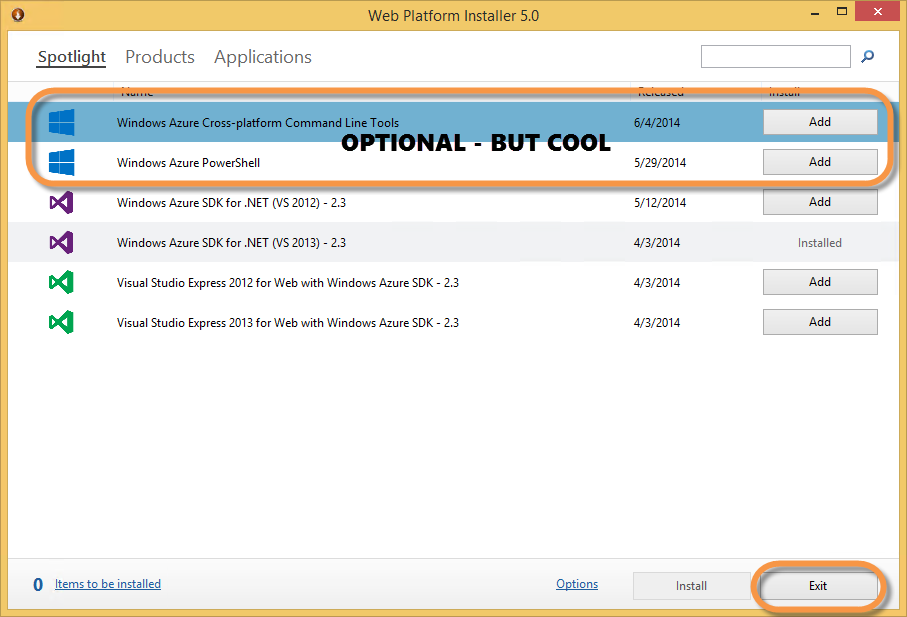 Web Platform Installer 5.0
Spotlight Products Applications
Name Released Install
Windows Azure Cross-platform Command Line Tools 6/4/2014 Add
OPTIONAL - BUT COOL
Windows Azure PowerShell 5/29/2014 Add
Windows Azure SDK for .NET (VS 2012) - 2.3 5/12/2014 Add
Windows Azure SDK for .NET (VS 2013) - 2.3 4/3/2014 Installed
Visual Studio Express 2012 for Web with Windows Azure SDK - 2.3 4/3/2014 Add
Visual Studio Express 2013 for Web with Windows Azure SDK - 2.3 4/3/2014 Add
0 Items to be installed Options Install Exit